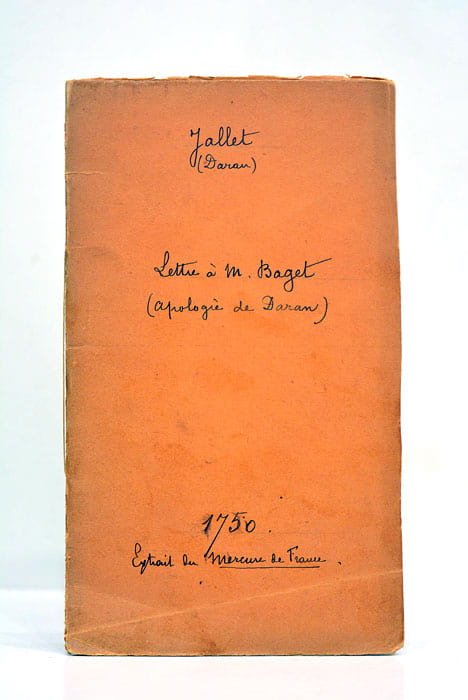 Jallet
(Daran)
Lettre à M. Baget
(apologie de Daran)
1750.
Extrait du Mercure de France.